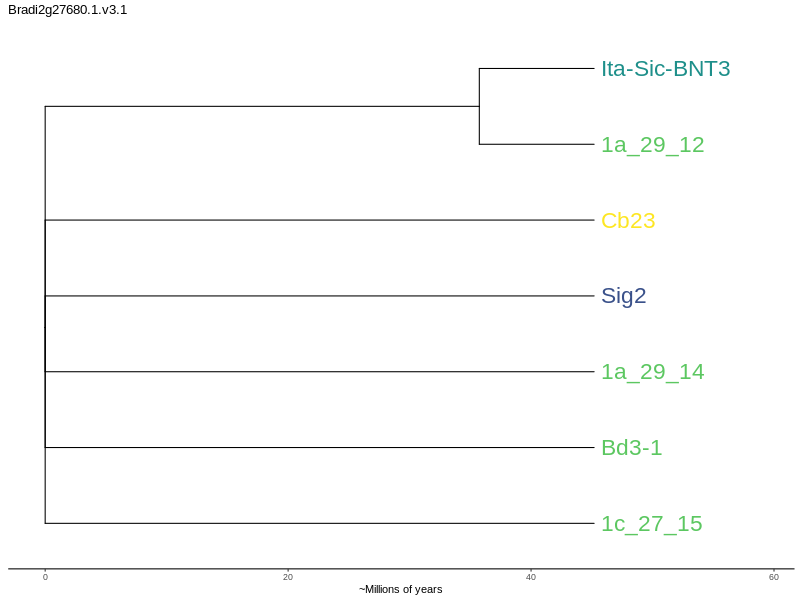 Bradi2g27680.1.v3.1
Ita-Sic-BNT3
1a_29_12
Cb23
Sig2
1a_29_14
Bd3-1
1c_27_15
0 20 40 60
~Millions of years